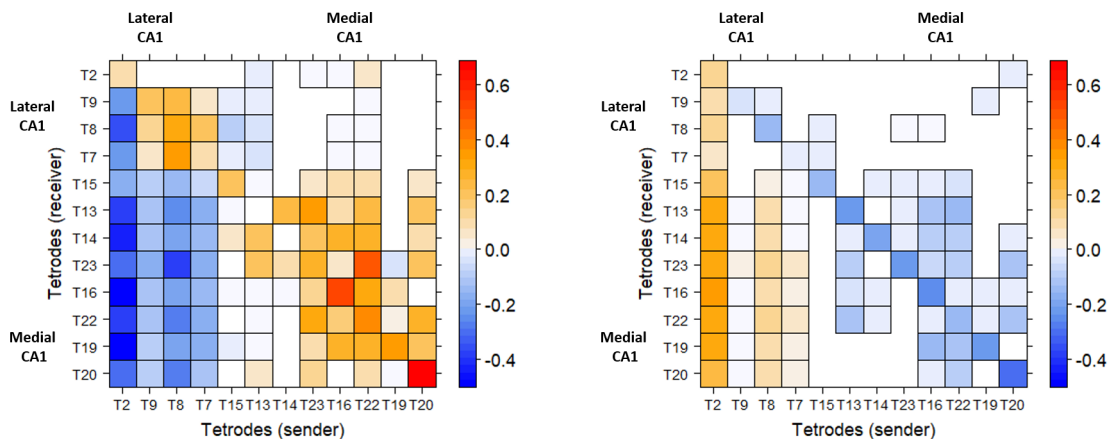 Lateral
CA1
Medial
CA1
Lateral
CA1
Medial
CA1
T2
T9
T8
T7
T15
T13
T14
T23
T16
T22
T19
T20
Tetrodes (receiver)
T2 T9 T8 T7 T15 T13 T14 T23 T16 T22 T19 T20
Tetrodes (sender)
0.6
0.4
0.2
0.0
-0.2
-0.4
Lateral
CA1
Medial
CA1
Lateral
CA1
Medial
CA1
T2
T9
T8
T7
T15
T13
T14
T23
T16
T22
T19
T20
Tetrodes (receiver)
T2 T9 T8 T7 T15 T13 T14 T23 T16 T22 T19 T20
Tetrodes (sender)
0.6
0.4
0.2
0.0
-0.2
-0.4